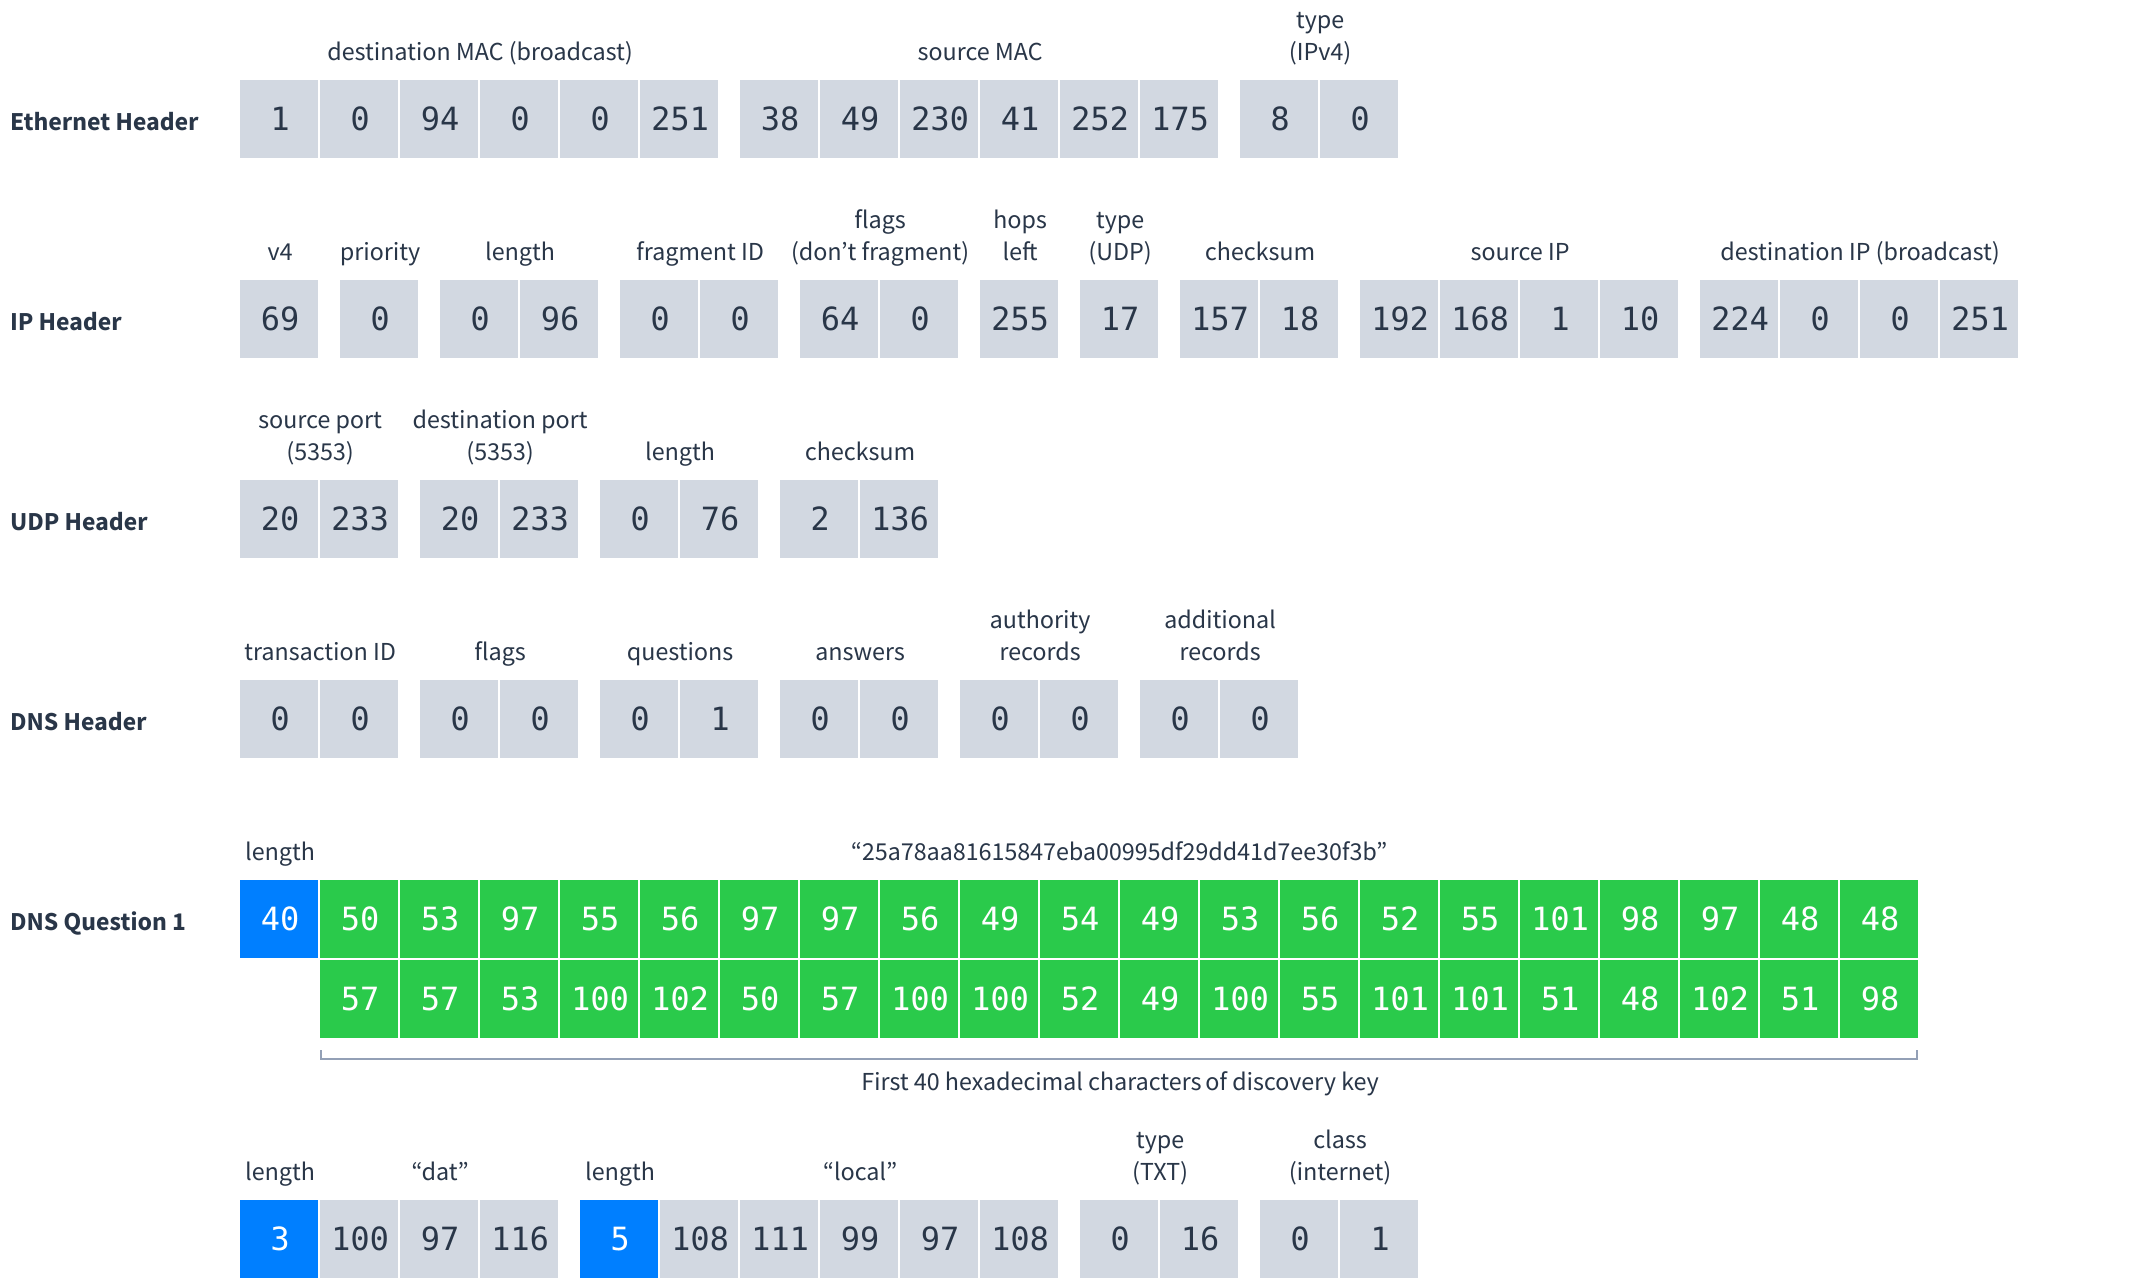 type
destination MAC (broadcast) source MAC (IPv4)
Ethernet Header 1 0 94 0 0 251 38 49 230 41 252 175 8 0
flags hops type
v4 priority length fragment ID (don’t fragment) left (UDP) checksum source IP destination IP (broadcast)
IP Header 69 0 0 96 0 0 64 0 255 17 157 18 192 168 1 10 224 0 0 251
source port destination port
(5353) (5353) length checksum
UDP Header 20 233 20 233 0 76 2 136
authority additional
transaction ID flags questions answers records records
DNS Header 0 0 0 0 0 1 0 0 0 0 0 0
length “25a78aa81615847eba00995df29dd41d7ee30f3b”
DNS Question 1 40 50 53 97 55 56 97 97 56 49 54 49 53 56 52 55 101 98 97 48 48
57 57 53 100 102 50 57 100 100 52 49 100 55 101 101 51 48 102 51 98
First 40 hexadecimal characters of discovery key
type class
length “dat” length “local” (TXT) (internet)
3 100 97 116 5 108 111 99 97 108 0 16 0 1